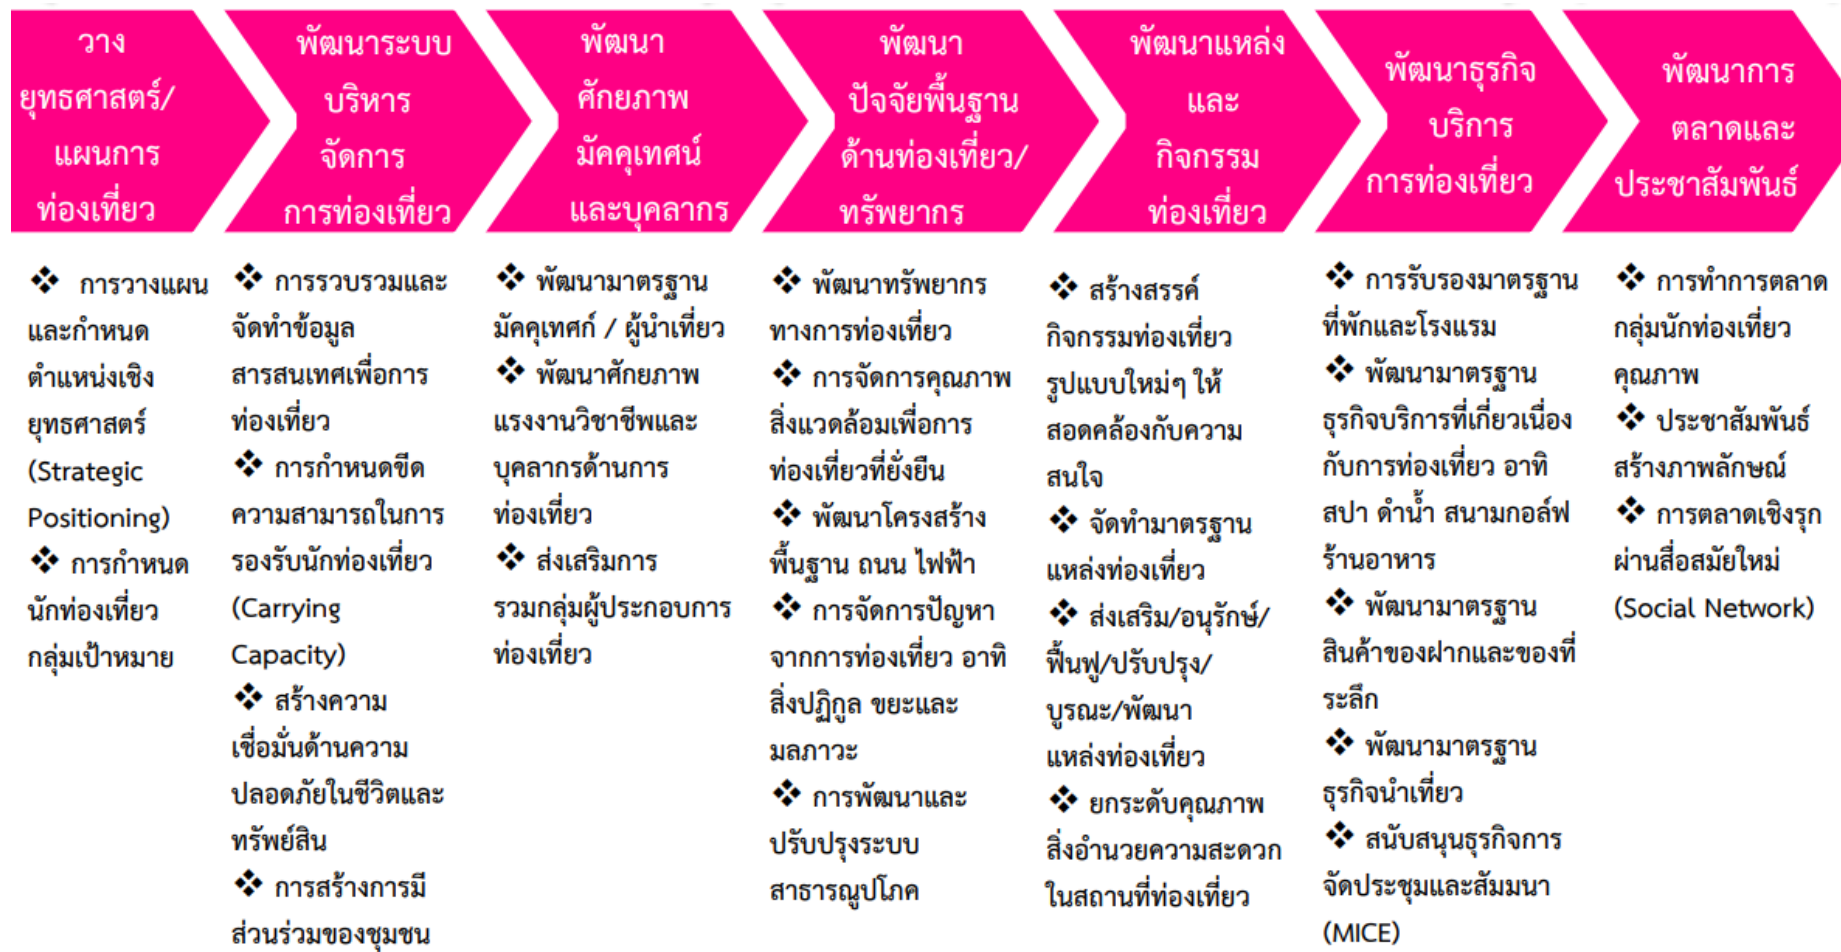 วาง
ยุทธศาสตร์/
แผนการ
ท่องเที่ยว
พัฒนาระบบ
บริหาร
จัดการ
การท่องเที่ยว
พัฒนา
ศักยภาพ
มัคคุเทศน์
และบุคลากร
พัฒนา
ปัจจัยพื้นฐาน
ด้านท่องเที่ยว/
ทรัพยากร
พัฒนาแหล่ง
และ
กิจกรรม
ท่องเที่ยว
พัฒนาธุรกิจ
บริการ
การท่องเที่ยว
พัฒนาการ
ตลาดและ
ประชาสัมพันธ์
❖ การวางแผน
และกำหนด
ตำแหน่งเชิง
ยุทธศาสตร์
(Strategic
Positioning)
❖ การกำหนด
นักท่องเที่ยว
กลุ่มเป้าหมาย
❖ การรวบรวมและ
จัดทำข้อมูล
สารสนเทศเพื่อการ
ท่องเที่ยว
❖ การกำหนดขีด
ความสามารถในการ
รองรับนักท่องเที่ยว
(Carrying
Capacity)
❖ สร้างความ
เชื่อมั่นด้านความ
ปลอดภัยในชีวิตและ
ทรัพย์สิน
❖ การสร้างการมี
ส่วนร่วมของชุมชน
❖ พัฒนามาตรฐาน
มัคคุเทศก์ / ผู้นำเที่ยว
❖ พัฒนาศักยภาพ
แรงงานวิชาชีพและ
บุคลากรด้านการ
ท่องเที่ยว
❖ ส่งเสริมการ
รวมกลุ่มผู้ประกอบการ
ท่องเที่ยว
❖ พัฒนาทรัพยากร
ทางการท่องเที่ยว
❖ การจัดการคุณภาพ
สิ่งแวดล้อมเพื่อการ
ท่องเที่ยวที่ยั่งยืน
❖ พัฒนาโครงสร้าง
พื้นฐาน ถนน ไฟฟ้า
❖ การจัดการปัญหา
จากการท่องเที่ยว อาทิ
สิ่งปฏิกูล ขยะและ
มลภาวะ
❖ การพัฒนาและ
ปรับปรุงระบบ
สาธารณูปโภค
❖ สร้างสรรค์
กิจกรรมท่องเที่ยว
รูปแบบใหม่ๆ ให้
สอดคล้องกับความ
สนใจ
❖ จัดทำมาตรฐาน
แหล่งท่องเที่ยว
❖ ส่งเสริม/อนุรักษ์/
ฟื้นฟู/ปรับปรุง/
บูรณะ/พัฒนา
แหล่งท่องเที่ยว
❖ ยกระดับคุณภาพ
สิ่งอำนวยความสะดวก
ในสถานที่ท่องเที่ยว
❖ การรับรองมาตรฐาน
ที่พักและโรงแรม
❖ พัฒนามาตรฐาน
ธุรกิจบริการที่เกี่ยวเนื่อง
กับการท่องเที่ยว อาทิ
สปา ดำน้ำ สนามกอล์ฟ
ร้านอาหาร
❖ พัฒนามาตรฐาน
สินค้าของฝากและของที่
ระลึก
❖ พัฒนามาตรฐาน
ธุรกิจนำเที่ยว
❖ สนับสนุนธุรกิจการ
จัดประชุมและสัมมนา
(MICE)
❖ การทำการตลาด
กลุ่มนักท่องเที่ยว
คุณภาพ
❖ ประชาสัมพันธ์
สร้างภาพลักษณ์
❖ การตลาดเชิงรุก
ผ่านสื่อสมัยใหม่
(Social Network)